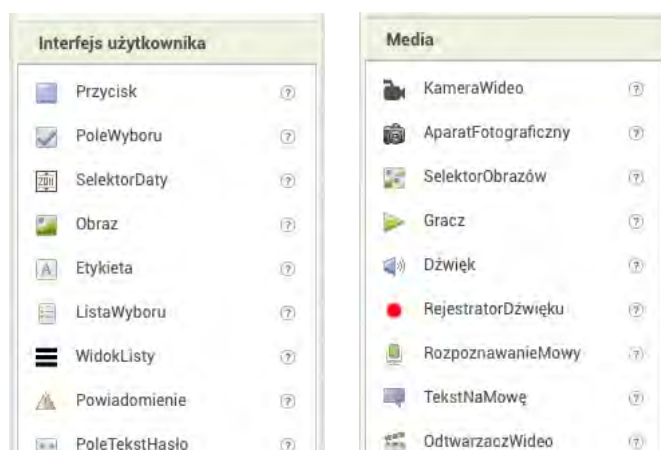 Interfejs użytkownika
Przycisk
PoleWyboru
SelektorDaty
Obraz
Etykieta
ListaWyboru
WidokListy
Powiadomienie
PoleTekstHasło
Media
KameraWideo
AparatFotograficzny
SelektorObrazów
Gracz
Dźwięk
RejestratorDźwięku
RozpoznawanieMowy
TekstNaMowę
OdtwarzaczWideo